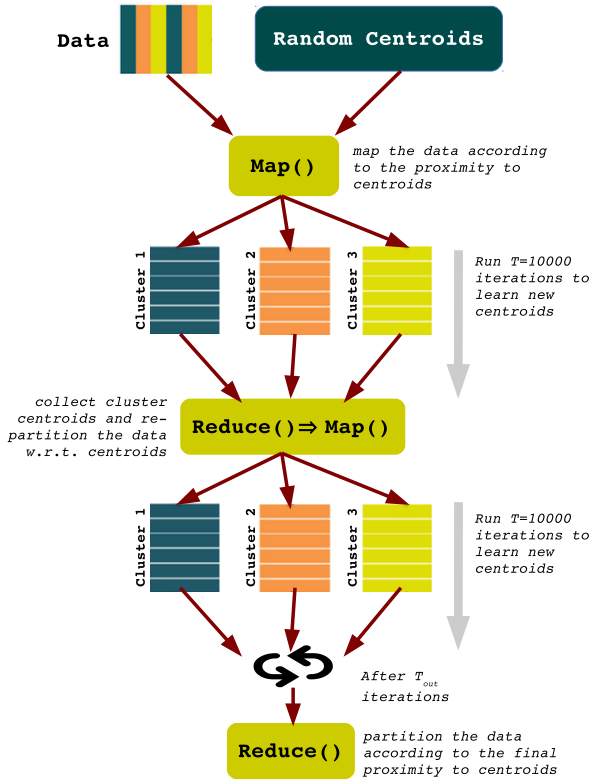 Data
Random Centroids
Map()
map the data according
to the proximity to
centroids
Cluster 1
Cluster 2
Cluster 3
Run T=10000
iterations to
learn new
centroids
collect cluster
centroids and re-
partition the data
w.r.t. centroids
Reduce()⇒ Map()
Cluster 1
Cluster 2
Cluster 3
Run T=10000
iterations to
learn new
centroids
After T_out
iterations
Reduce()
partition the data
according to the final
proximity to centroids